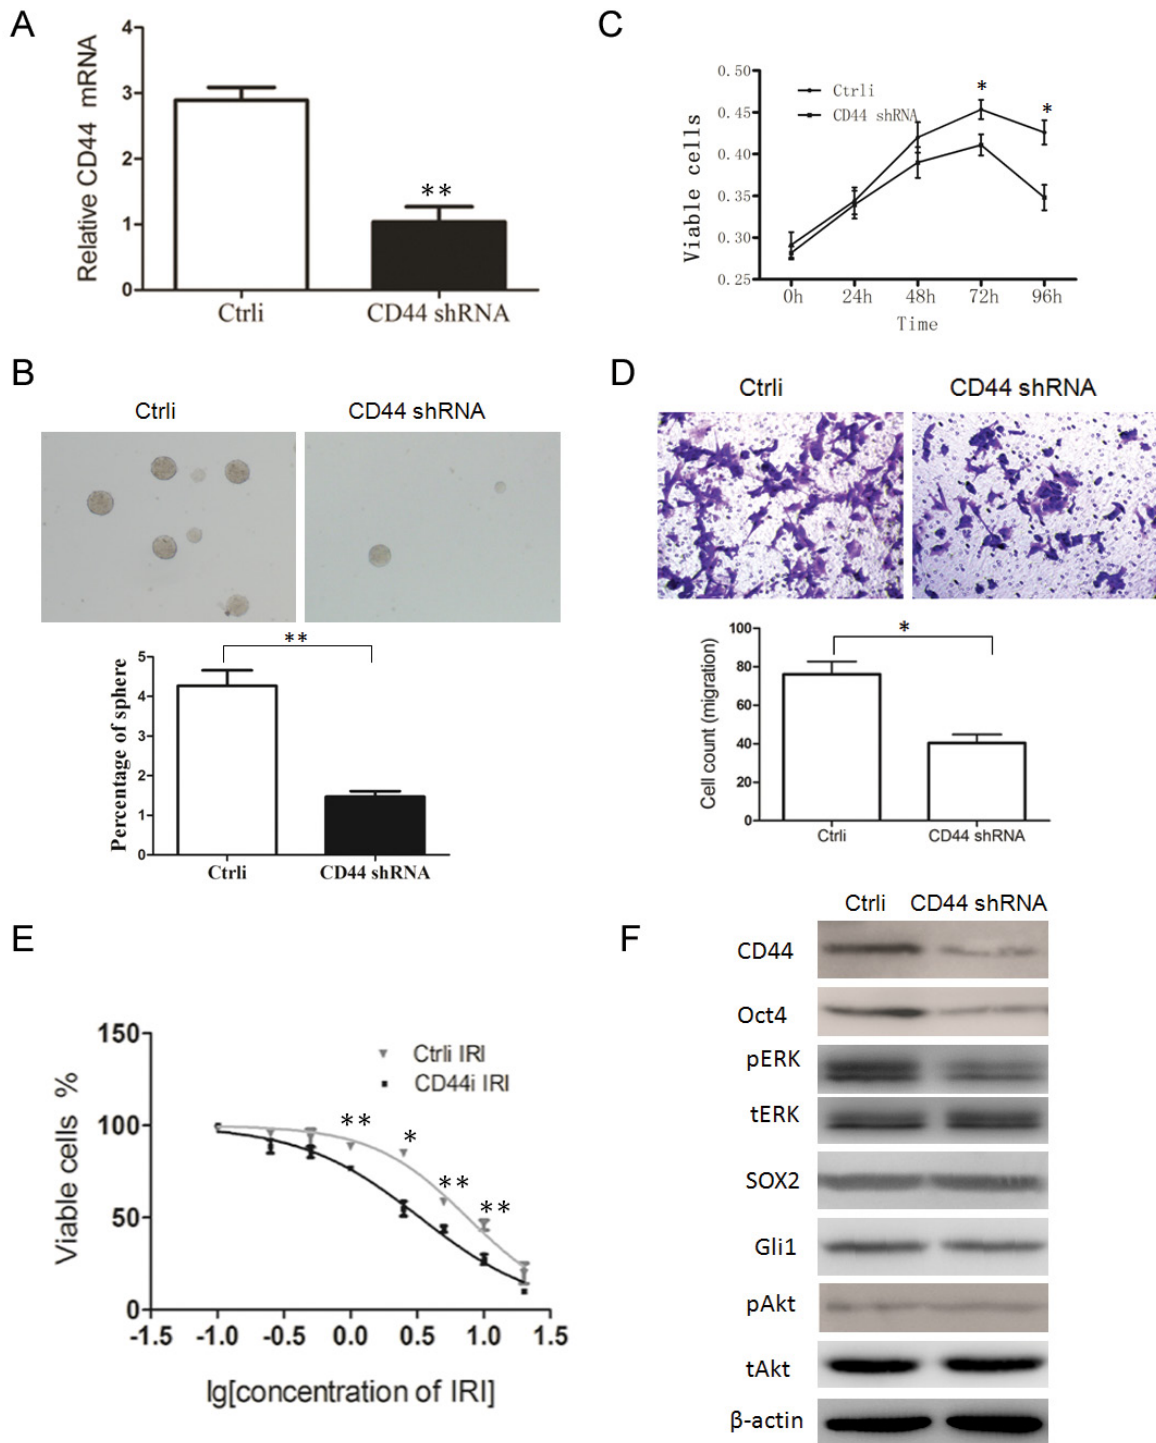 A
Relative CD44 mRNA
4
3
2
1
0
**
Ctrli
CD44 shRNA
C
Viable cells
0.50
0.45
0.40
0.35
0.30
0.25
Ctrli
CD44 shRNA
*
*
0h
24h
48h
72h
96h
Time
B
Ctrli
CD44 shRNA
**
Percentage of sphere
5
4
3
2
1
0
Ctrli
CD44 shRNA
D
Ctrli
CD44 shRNA
*
Cell count (migration)
100
80
60
40
20
0
Ctrli
CD44 shRNA
E
Viable cells %
150
100
50
0
Ctrli IRI
CD44i IRI
**
*
**
**
-1.5
-1.0
-0.5
0.0
0.5
1.0
1.5
lg[concentration of IRI]
F
Ctrli
CD44 shRNA
CD44
Oct4
pERK
tERK
SOX2
Gli1
pAkt
tAkt
β-actin